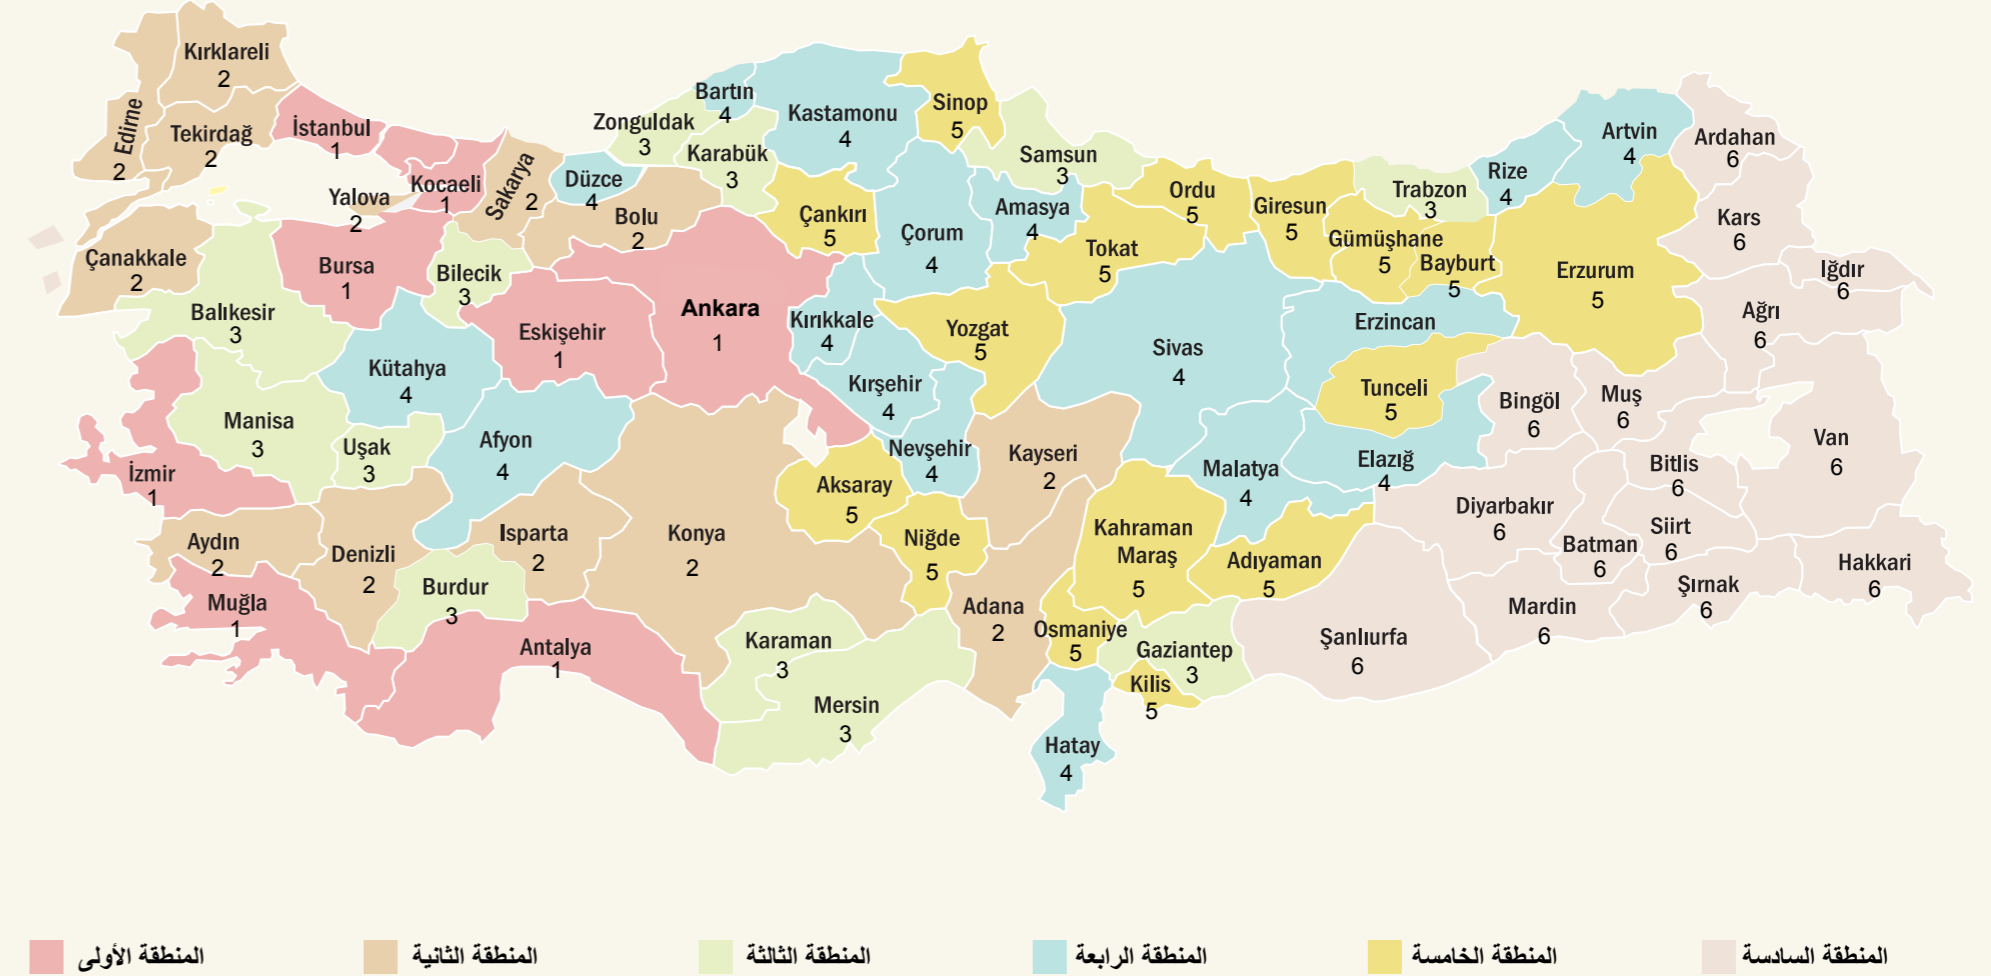 Kırklareli
2
Edirne
2
Tekirdağ
2
İstanbul
1
Kocaeli
1
Yalova
2
Sakarya
2
Düzce
4
Bolu
2
Zonguldak
3
Bartın
4
Karabük
3
Kastamonu
4
Sinop
5
Çankırı
5
Çorum
4
Samsun
3
Amasya
4
Tokat
5
Ordu
5
Giresun
5
Gümüşhane
5
Bayburt
5
Trabzon
3
Rize
4
Artvin
4
Ardahan
6
Kars
6
Iğdır
6
Ağrı
6
Erzurum
5
Erzincan
Çanakkale
2
Balıkesir
3
Bursa
1
Bilecik
3
Eskişehir
1
Ankara
1
Kırıkkale
4
Yozgat
5
Sivas
4
Tunceli
5
Bingöl
6
Muş
6
Van
6
Bitlis
6
Kütahya
4
Kırşehir
4
Manisa
3
Uşak
3
Afyon
4
Nevşehir
4
Kayseri
2
Malatya
4
Elazığ
4
İzmir
1
Aksaray
5
Diyarbakır
6
Batman
6
Siirt
6
Aydın
2
Denizli
2
Isparta
2
Konya
2
Niğde
5
Kahraman
Maraş
5
Adıyaman
5
Şırnak
6
Hakkari
6
Muğla
1
Burdur
3
Antalya
1
Karaman
3
Mersin
3
Adana
2
Osmaniye
5
Gaziantep
3
Kilis
5
Şanlıurfa
6
Mardin
6
Hatay
4
المنطقة الأولى
المنطقة الثانية
المنطقة الثالثة
المنطقة الرابعة
المنطقة الخامسة
المنطقة السادسة